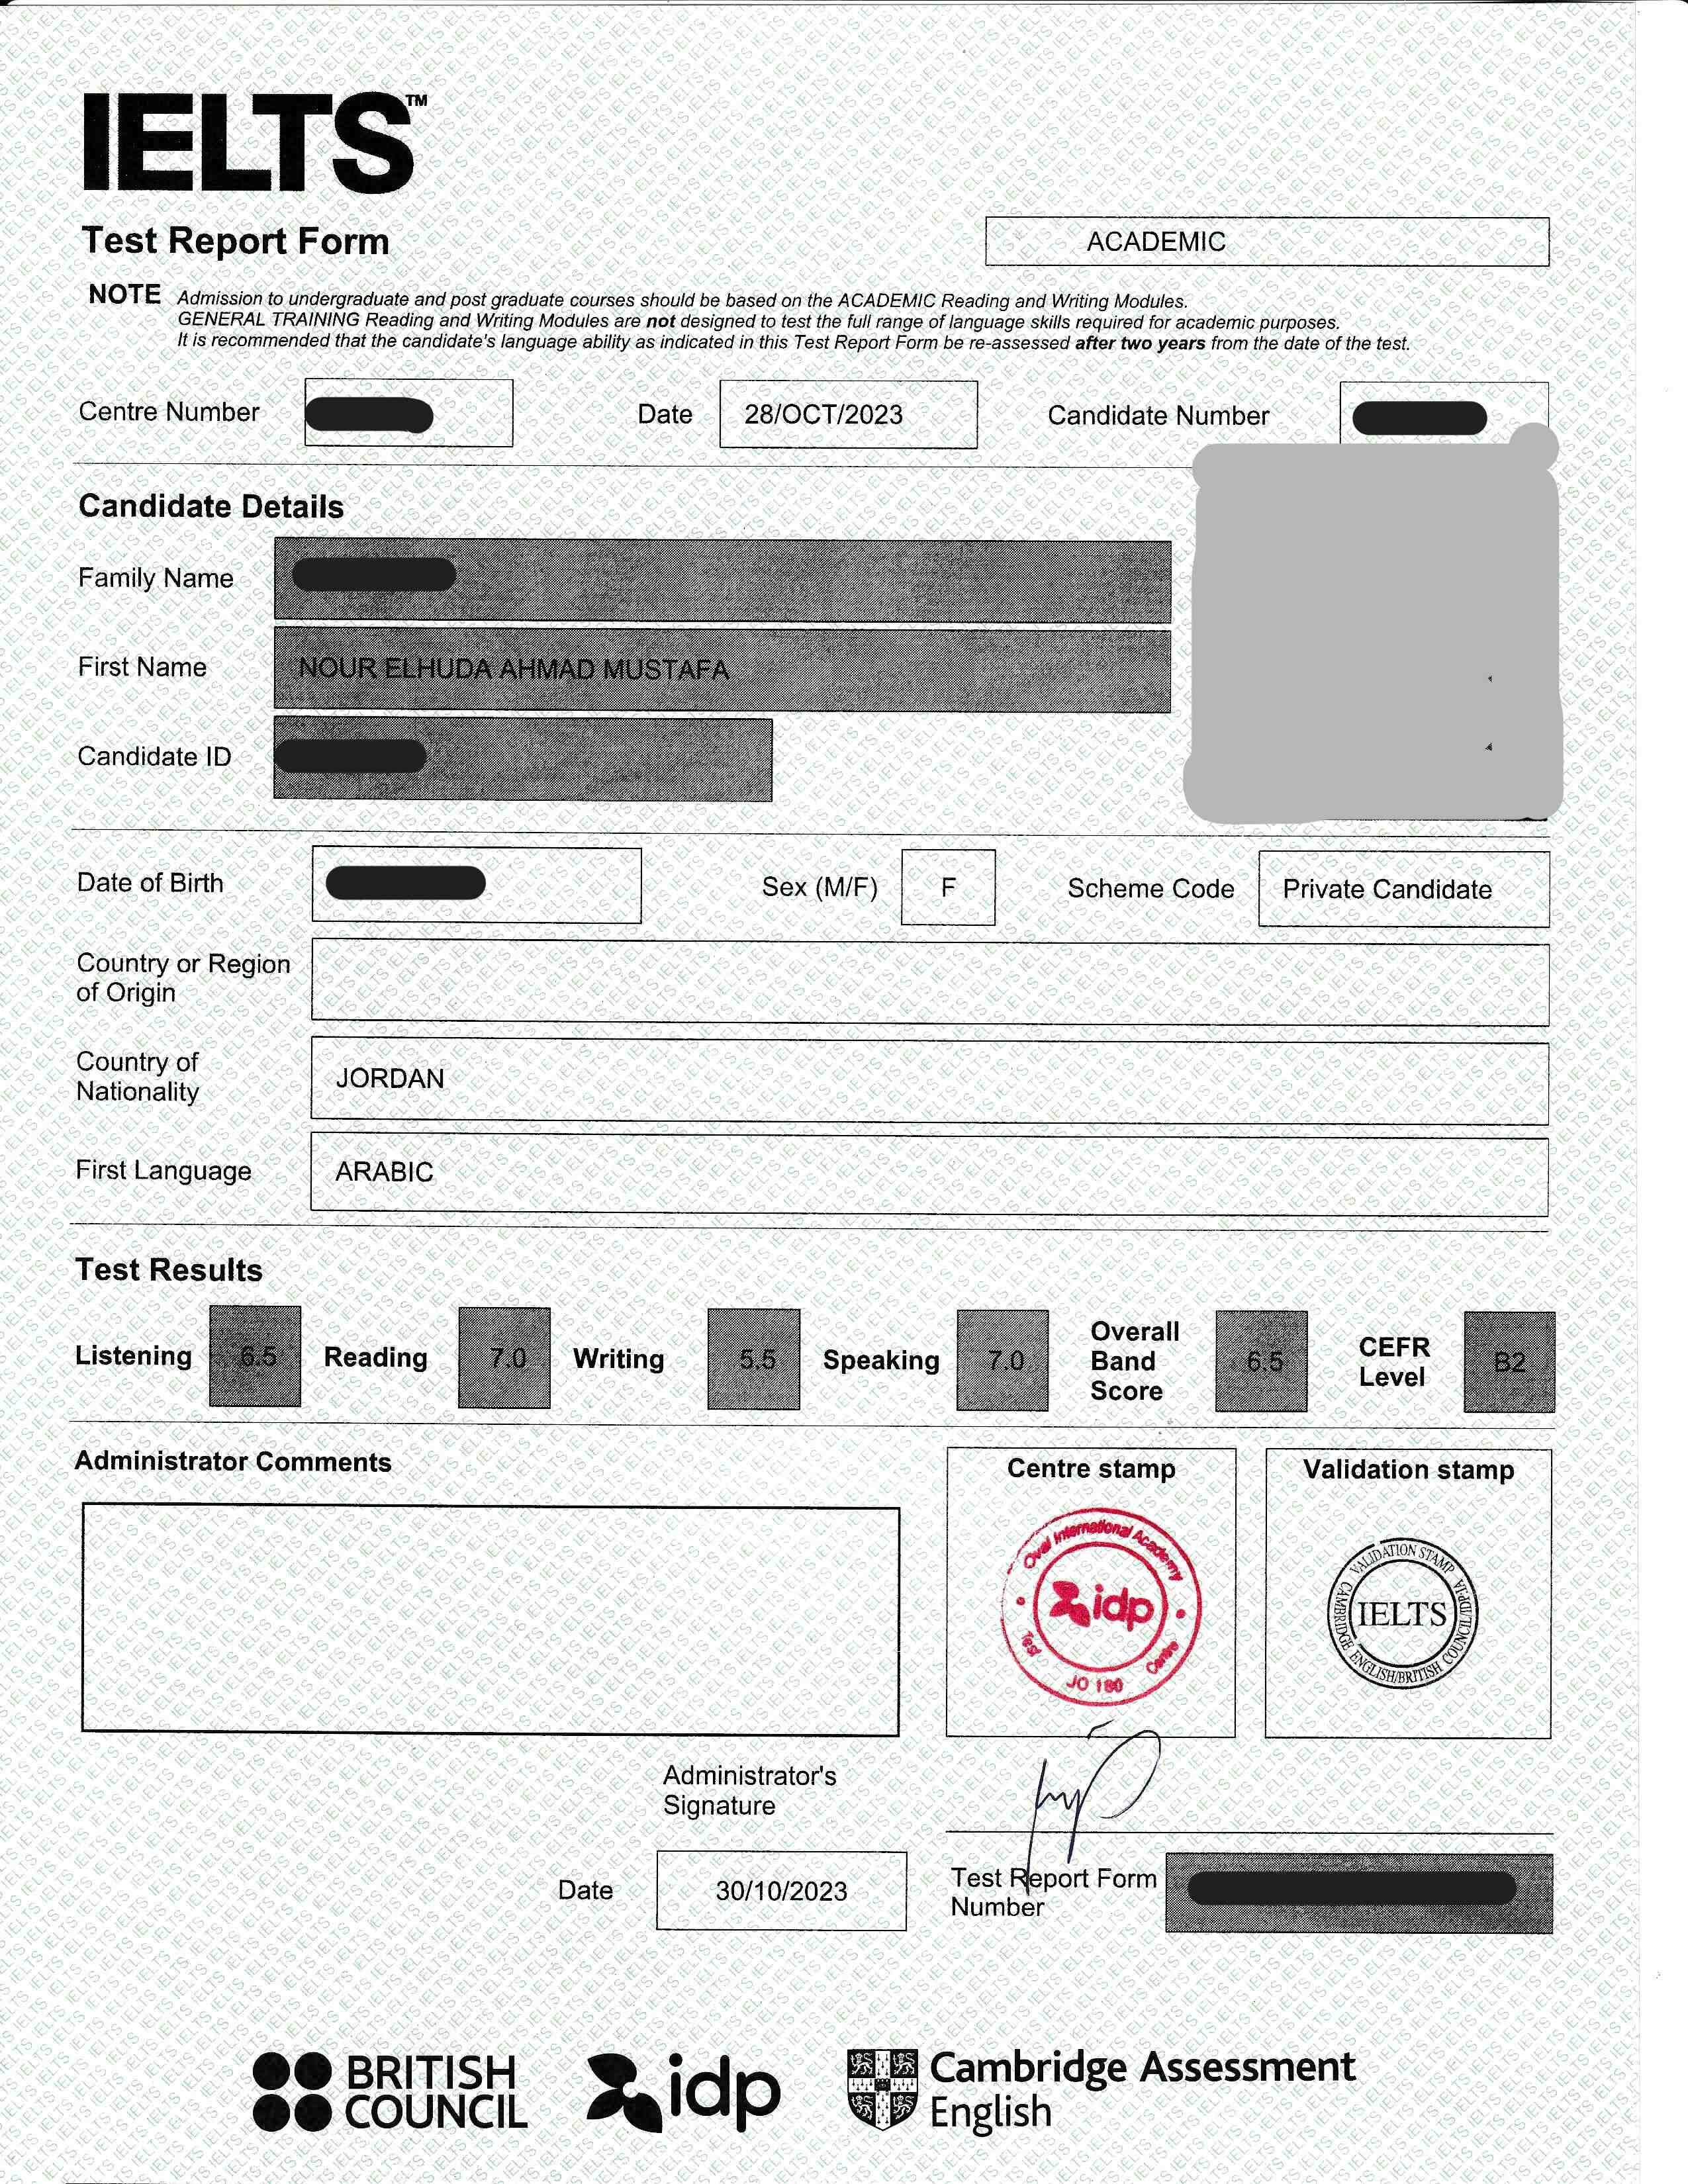 IELTS™
Test Report Form
ACADEMIC
NOTE Admission to undergraduate and post graduate courses should be based on the ACADEMIC Reading and Writing Modules.
GENERAL TRAINING Reading and Writing Modules are not designed to test the full range of language skills required for academic purposes.
It is recommended that the candidate's language ability as indicated in this Test Report Form be re-assessed after two years from the date of the test.
Centre Number
Date 28/OCT/2023
Candidate Number
Candidate Details
Family Name
First Name NOUR ELHUDA AHMAD MUSTAFA
Candidate ID
Date of Birth
Sex (M/F) F
Scheme Code Private Candidate
Country or Region
of Origin
Country of
Nationality
JORDAN
First Language ARABIC
Test Results
Listening 6.5 Reading 7.0 Writing 5.5 Speaking 7.0
Overall
Band
Score
6.5
CEFR
Level
B2
Administrator Comments
Centre stamp
Oval International Academy
idp
Test Centre
JO 180
Validation stamp
VALIDATION STAMP
CAMBRIDGE ENGLISH/BRITISH COUNCIL/IDP:IA
IELTS
Administrator's
Signature
Date 30/10/2023
Test Report Form
Number
BRITISH
COUNCIL
idp
Cambridge Assessment
English